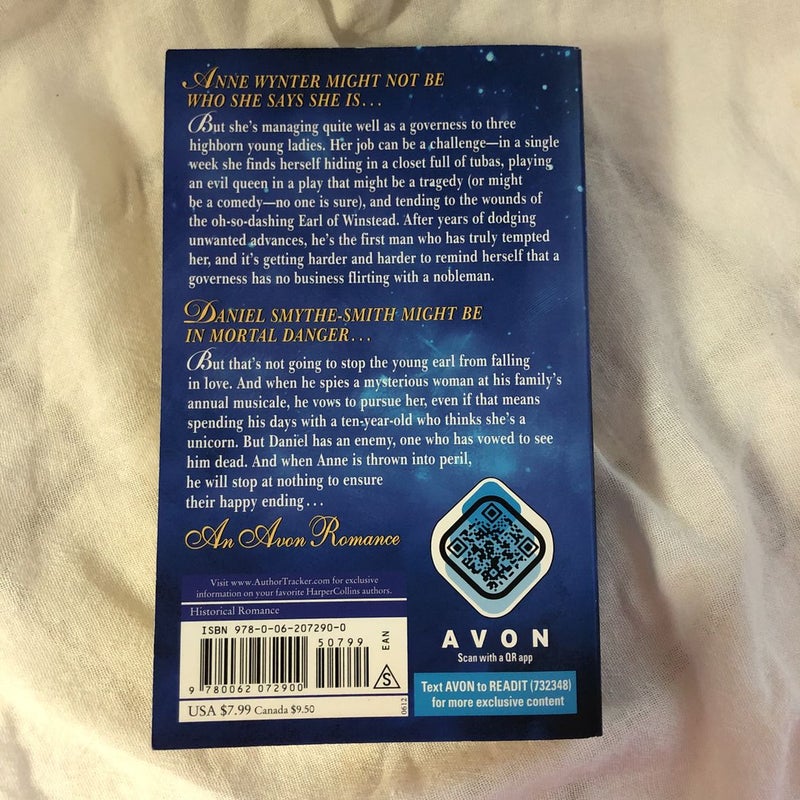 ANNE WYNTER MIGHT NOT BE
WHO SHE SAYS SHE IS...
But she's managing quite well as a governess to three
highborn young ladies. Her job can be a challenge—in a single
week she finds herself hiding in a closet full of tubas, playing
an evil queen in a play that might be a tragedy (or might
be a comedy—no one is sure), and tending to the wounds of
the oh-so-dashing Earl of Winstead. After years of dodging
unwanted advances, he's the first man who has truly tempted
her, and it's getting harder and harder to remind herself that a
governess has no business flirting with a nobleman.
DANIEL SMYTHE-SMITH MIGHT BE
IN MORTAL DANGER...
But that's not going to stop the young earl from falling
in love. And when he spies a mysterious woman at his family's
annual musicale, he vows to pursue her, even if that means
spending his days with a ten-year-old who thinks she's a
unicorn. But Daniel has an enemy, one who has vowed to see
him dead. And when Anne is thrown into peril,
he will stop at nothing to ensure
their happy ending...
An Avon Romance
Visit www.AuthorTracker.com for exclusive
information on your favorite HarperCollins authors.
Historical Romance
ISBN 978-0-06-207290-0
50799
EAN
9 780062 072900
S
USA $7.99 Canada $9.50
0612
AVON
Scan with a QR app
Text AVON to READIT (732348)
for more exclusive content